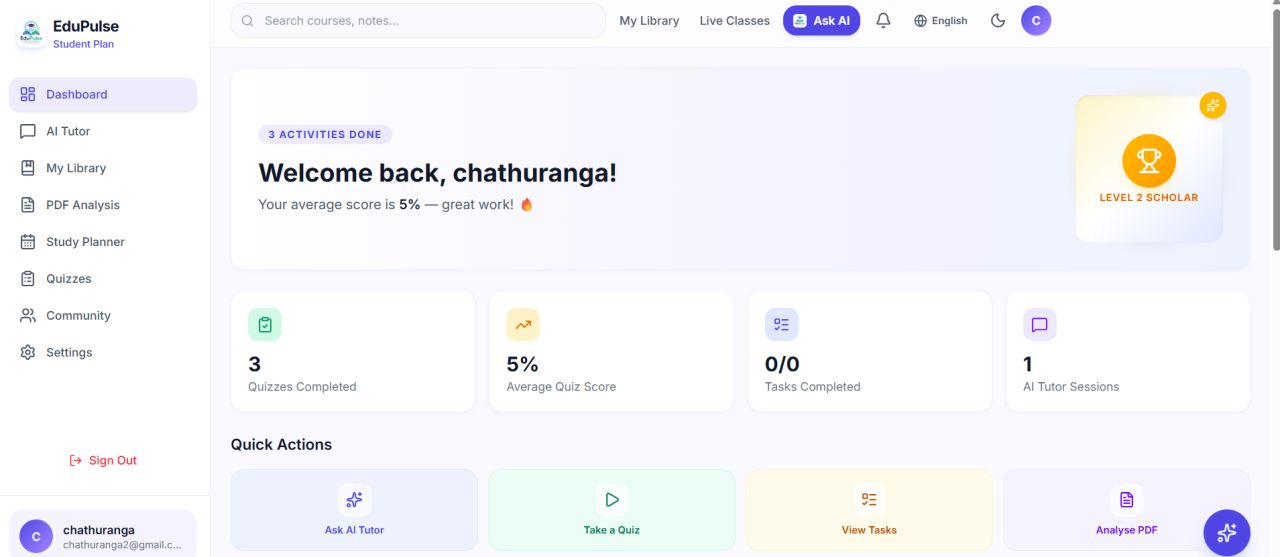 EduPulse
Student Plan
Search courses, notes...
My Library
Live Classes
Ask AI
English
C
Dashboard
AI Tutor
My Library
PDF Analysis
Study Planner
Quizzes
Community
Settings
Sign Out
C
chathuranga
chathuranga2@gmail.c...
3 ACTIVITIES DONE
Welcome back, chathuranga!
Your average score is 5% — great work! 🔥
LEVEL 2 SCHOLAR
3
Quizzes Completed
5%
Average Quiz Score
0/0
Tasks Completed
1
AI Tutor Sessions
Quick Actions
Ask AI Tutor
Take a Quiz
View Tasks
Analyse PDF